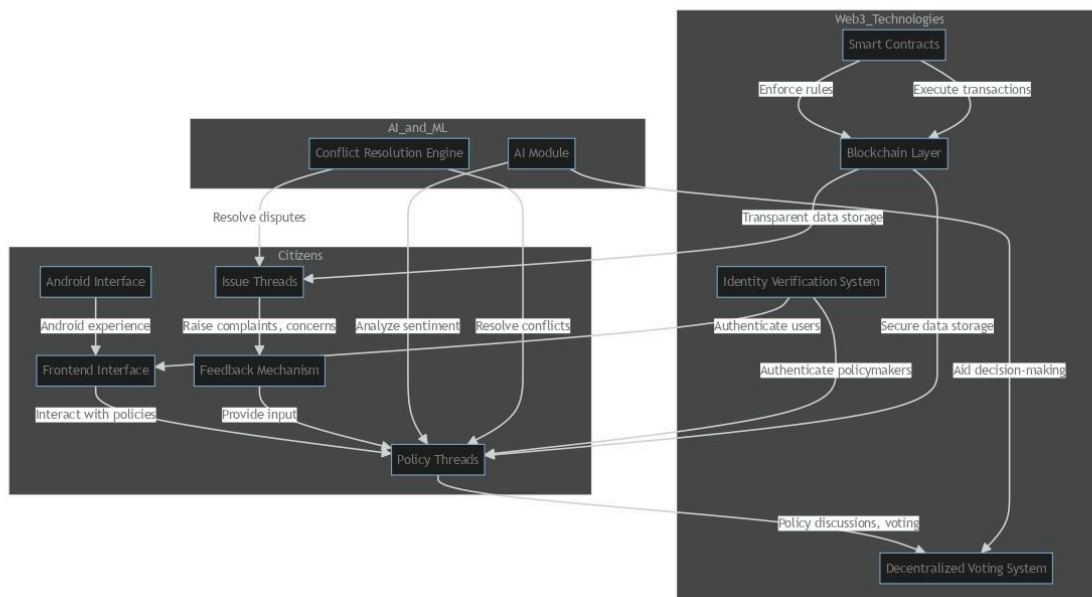 Web3_Technologies
Smart Contracts
Enforce rules
Execute transactions
AI_and_ML
Conflict Resolution Engine
AI Module
Blockchain Layer
Resolve disputes
Transparent data storage
Citizens
Android Interface
Issue Threads
Identity Verification System
Android experience
Raise complaints, concerns
Analyze sentiment
Resolve conflicts
Authenticate users
Secure data storage
Frontend Interface
Feedback Mechanism
Authenticate policymakers
Aid decision-making
Interact with policies
Provide input
Policy Threads
Policy discussions, voting
Decentralized Voting System